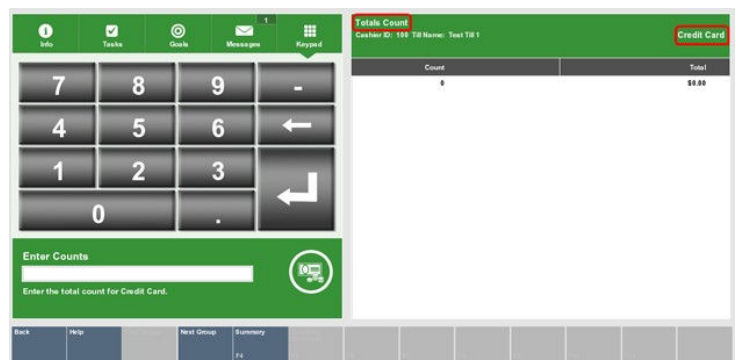 1
Info Tasks Goals Messages Keypad
7 8 9 -
4 5 6
1 2 3
0 .
Enter Counts
Enter the total count for Credit Card.
Totals Count
Cashier ID: 100 Till Name: Test Till 1
Credit Card
Count Total
0 $0.00
Back Help Next Group Summary
F4